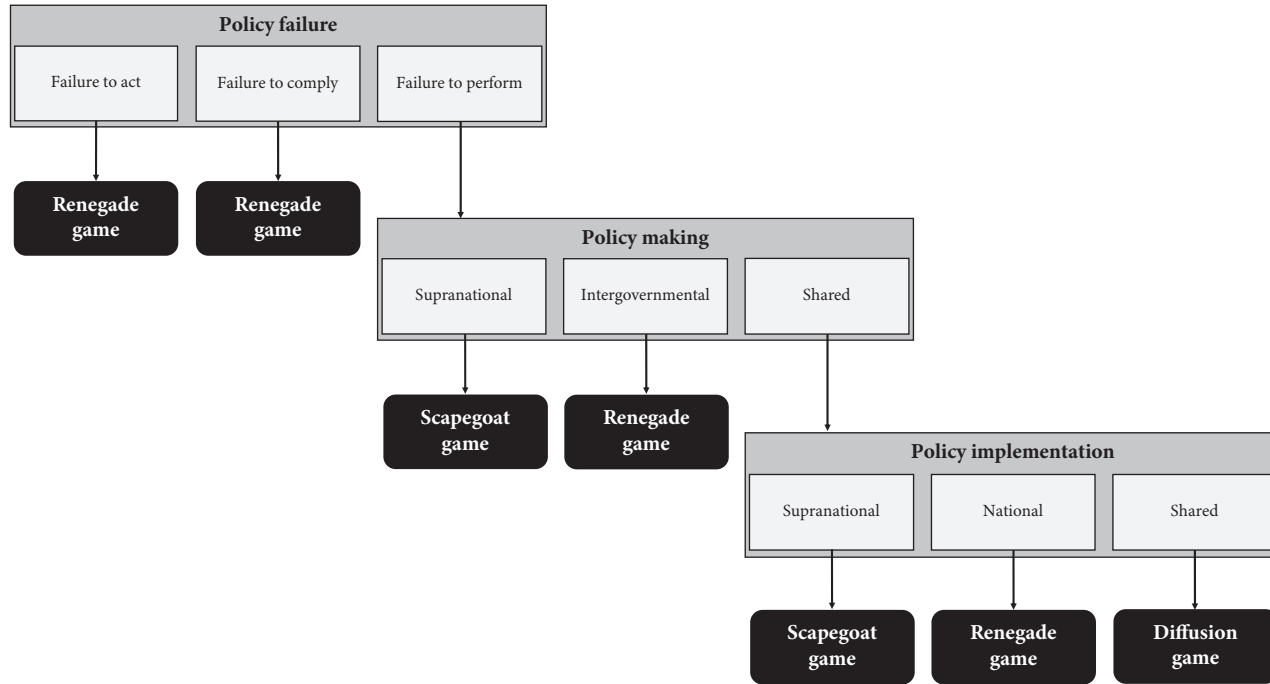 Policy failure
Failure to act
Failure to comply
Failure to perform
Renegade
game
Renegade
game
Policy making
Supranational
Intergovernmental
Shared
Scapegoat
game
Renegade
game
Policy implementation
Supranational
National
Shared
Scapegoat
game
Renegade
game
Diffusion
game